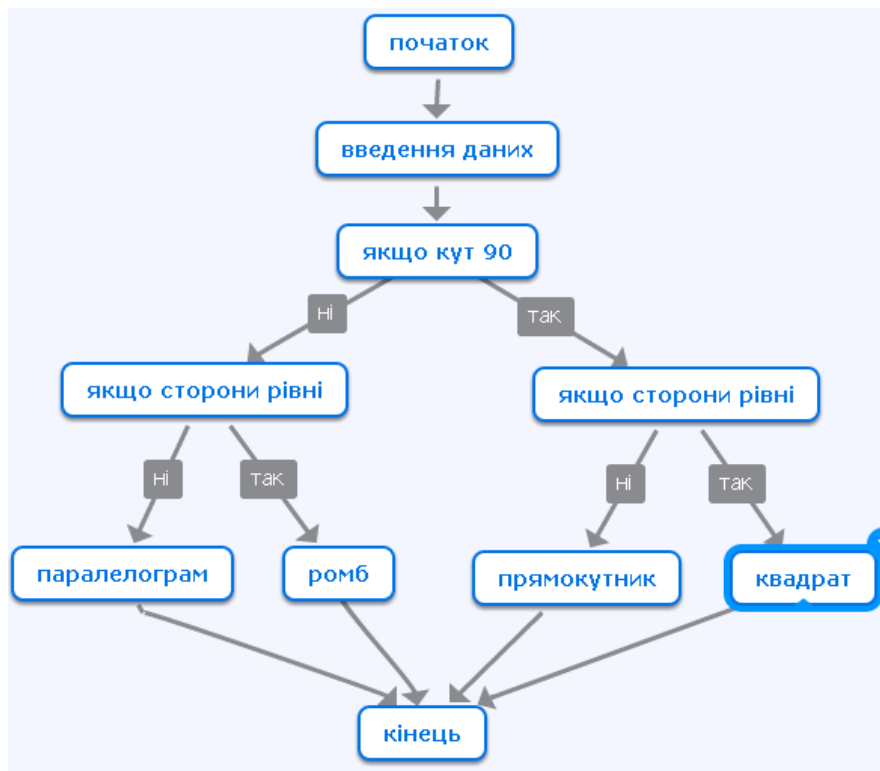 початок
введення даних
якщо кут 90
ні
так
якщо сторони рівні
якщо сторони рівні
ні
так
ні
так
паралелограм
ромб
прямокутник
квадрат
кінець